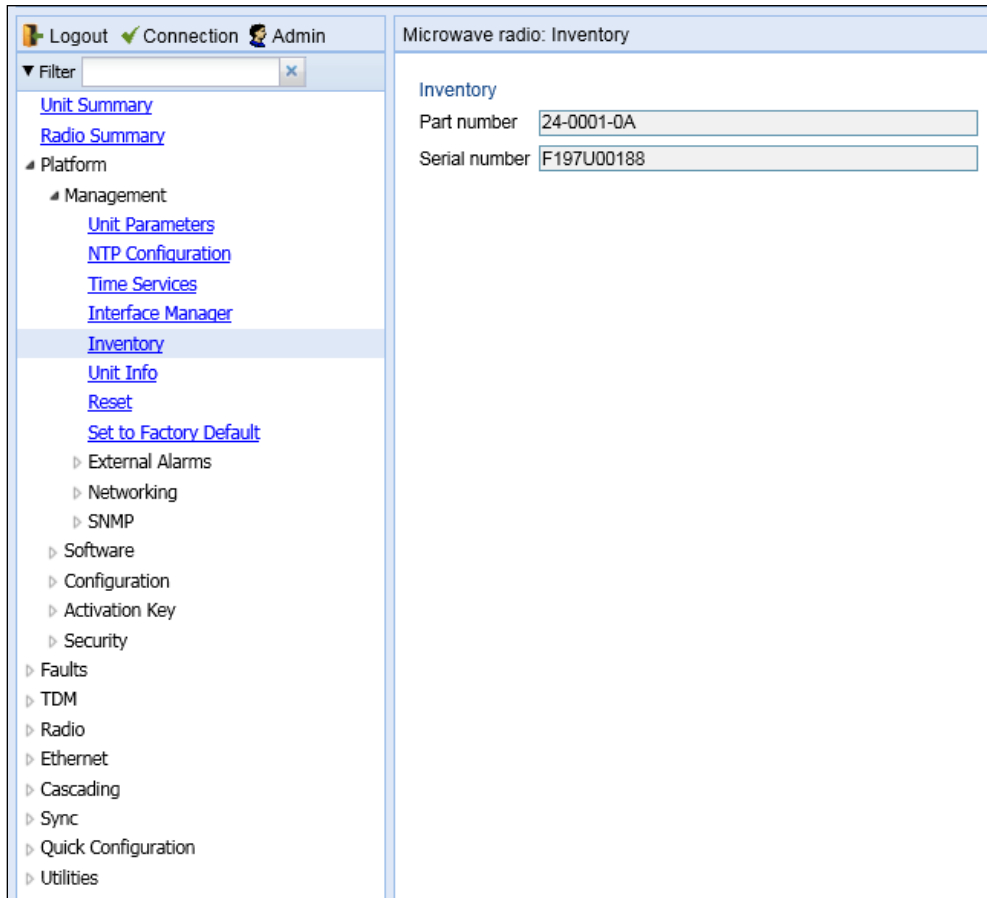 Logout Connection Admin
Filter
Unit Summary
Radio Summary
Platform
Management
Unit Parameters
NTP Configuration
Time Services
Interface Manager
Inventory
Unit Info
Reset
Set to Factory Default
External Alarms
Networking
SNMP
Software
Configuration
Activation Key
Security
Faults
TDM
Radio
Ethernet
Cascading
Sync
Quick Configuration
Utilities
Microwave radio: Inventory
Inventory
Part number 24-0001-0A
Serial number F197U00188